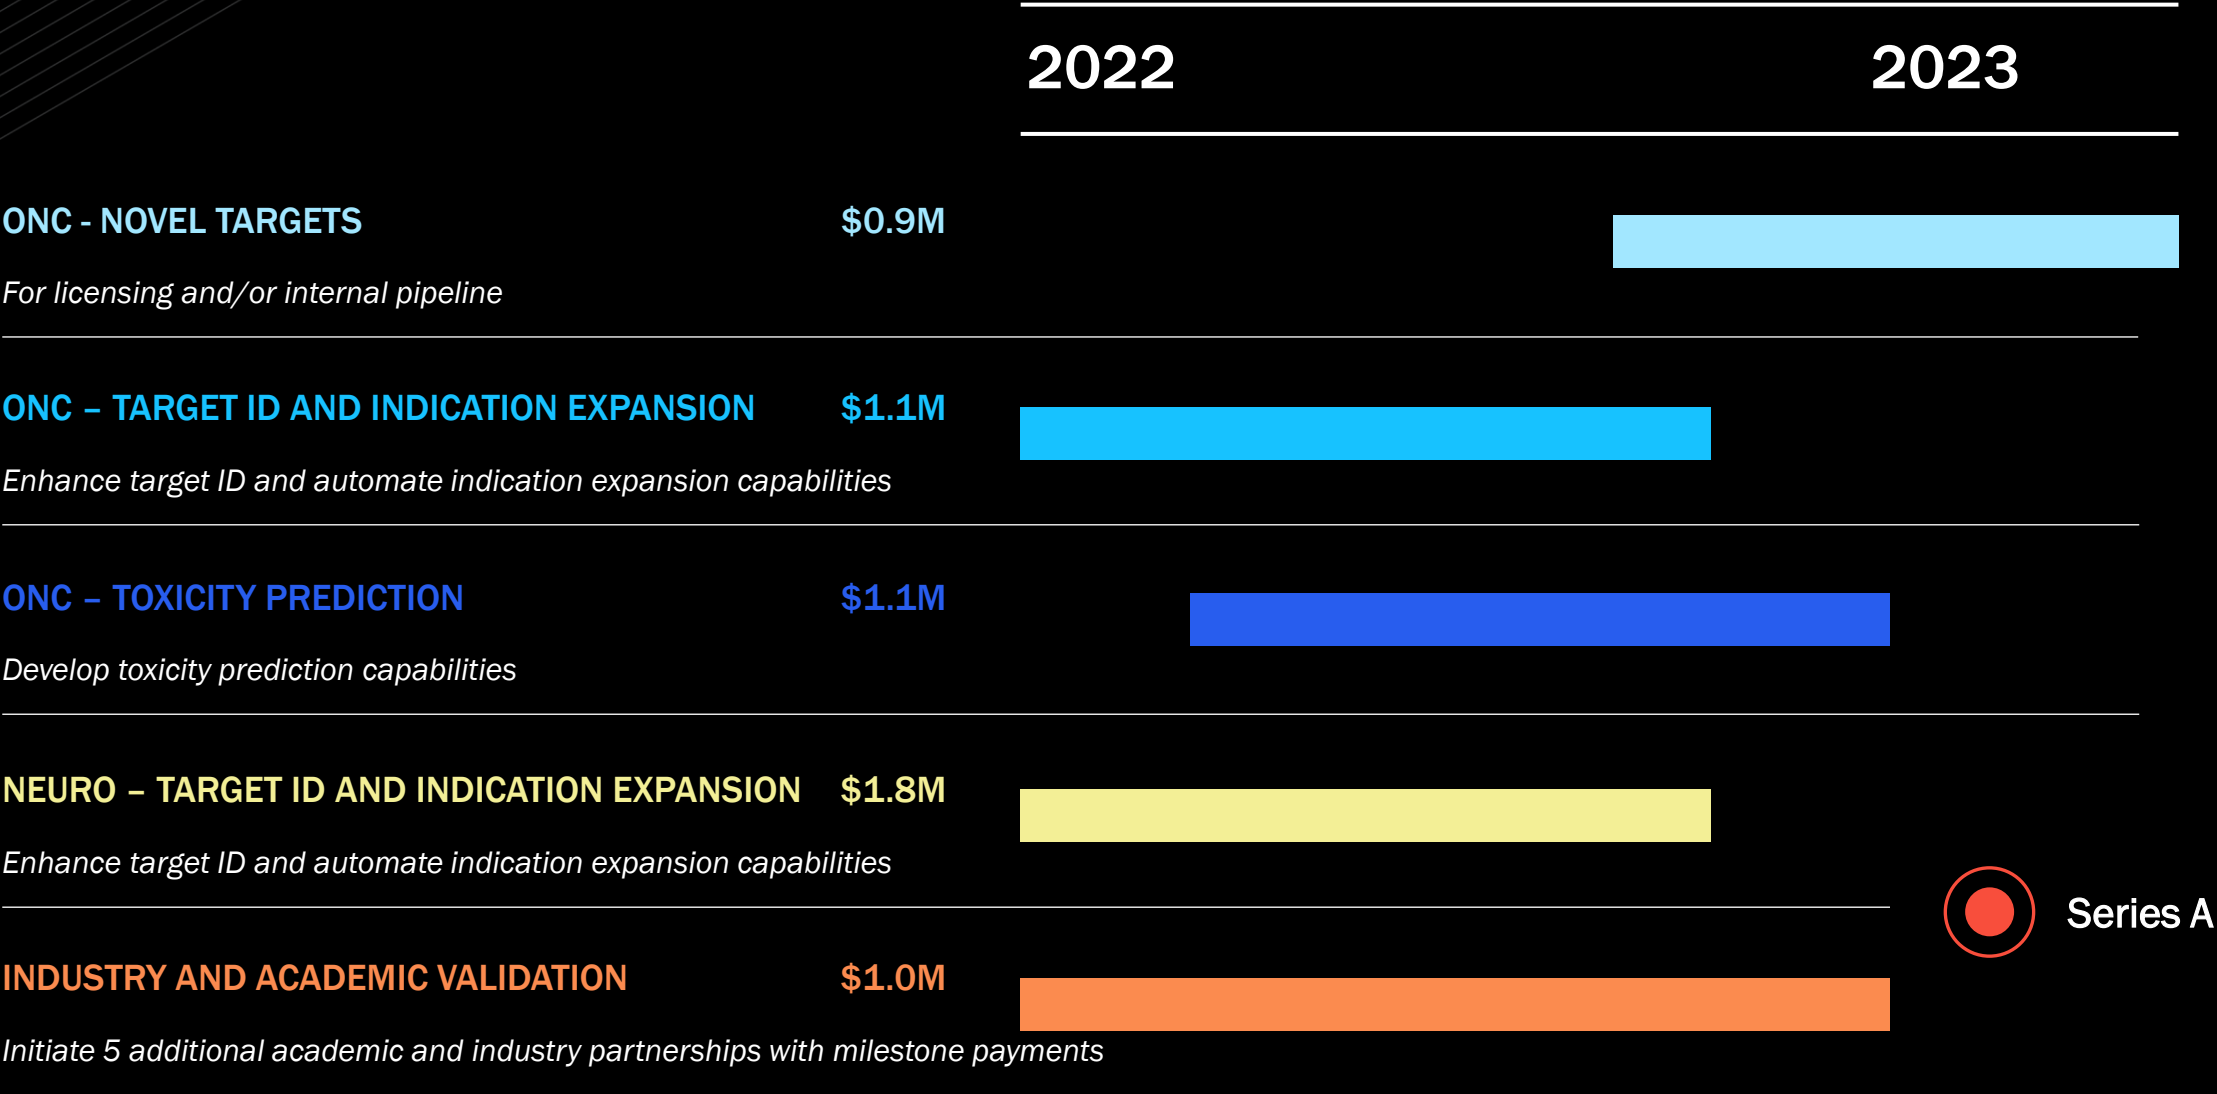 2022 2023
ONC - NOVEL TARGETS $0.9M
For licensing and/or internal pipeline
ONC – TARGET ID AND INDICATION EXPANSION $1.1M
Enhance target ID and automate indication expansion capabilities
ONC – TOXICITY PREDICTION $1.1M
Develop toxicity prediction capabilities
NEURO – TARGET ID AND INDICATION EXPANSION $1.8M
Enhance target ID and automate indication expansion capabilities
Series A
INDUSTRY AND ACADEMIC VALIDATION $1.0M
Initiate 5 additional academic and industry partnerships with milestone payments